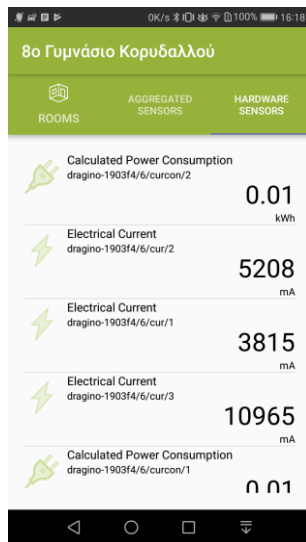 0K/s 100% 16:18
8ο Γυμνάσιο Κορυδαλλού
ROOMS
AGGREGATED
SENSORS
HARDWARE
SENSORS
Calculated Power Consumption
dragino-1903f4/6/curcon/2
0.01
kWh
Electrical Current
dragino-1903f4/6/cur/2
5208
mA
Electrical Current
dragino-1903f4/6/cur/1
3815
mA
Electrical Current
dragino-1903f4/6/cur/3
10965
mA
Calculated Power Consumption
dragino-1903f4/6/curcon/1
0.01